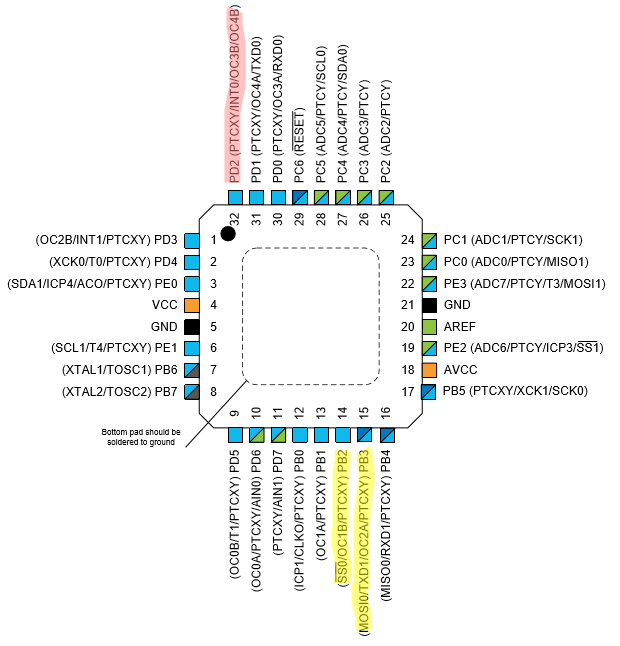 PD2 (PTCXY/INT0/OC3B/OC4B)
PD1 (PTCXY/OC4A/TXD0)
PD0 (PTCXY/OC3A/RXD0)
PC6 (RESET)
PC5 (ADC5/PTCY/SCL0)
PC4 (ADC4/PTCY/SDA0)
PC3 (ADC3/PTCY)
PC2 (ADC2/PTCY)
32 31 30 29 28 27 26 25
(OC2B/INT1/PTCXY) PD3 1
(XCK0/T0/PTCXY) PD4 2
(SDA1/ICP4/ACO/PTCXY) PE0 3
VCC 4
GND 5
(SCL1/T4/PTCXY) PE1 6
(XTAL1/TOSC1) PB6 7
(XTAL2/TOSC2) PB7 8
24 PC1 (ADC1/PTCY/SCK1)
23 PC0 (ADC0/PTCY/MISO1)
22 PE3 (ADC7/PTCY/T3/MOSI1)
21 GND
20 AREF
19 PE2 (ADC6/PTCY/ICP3/SS1)
18 AVCC
17 PB5 (PTCXY/XCK1/SCK0)
Bottom pad should be
soldered to ground
9 10 11 12 13 14 15 16
(OC0B/T1/PTCXY) PD5
(OC0A/PTCXY/AIN0) PD6
(PTCXY/AIN1) PD7
(ICP1/CLKO/PTCXY) PB0
(OC1A/PTCXY) PB1
(SS0/OC1B/PTCXY) PB2
(MOSI0/TXD1/OC2A/PTCXY) PB3
(MISO0/RXD1/PTCXY) PB4